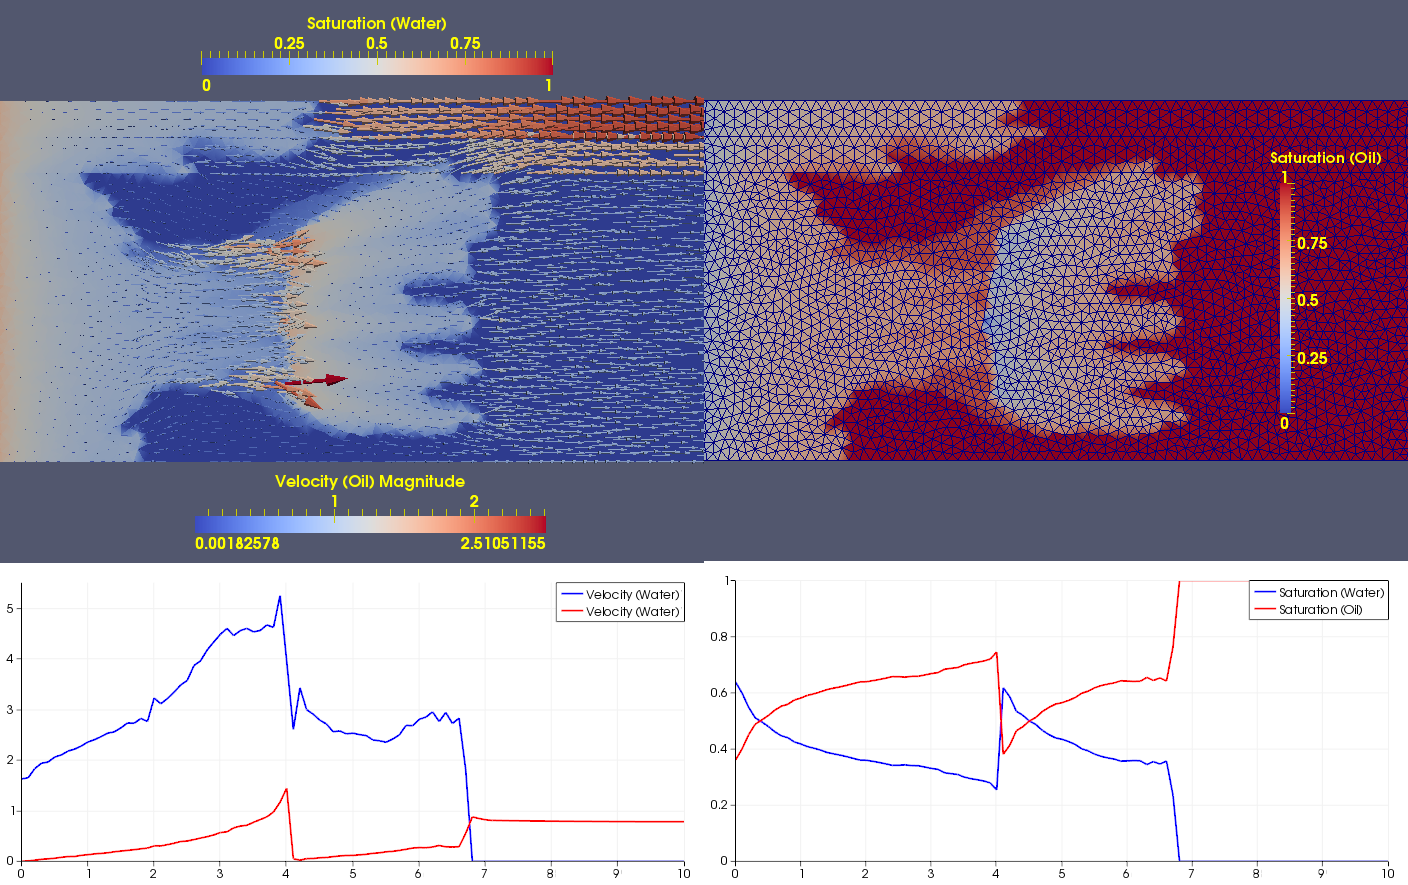 Saturation (Water)
0.25 0.5 0.75
0 1
Saturation (Oil)
1
0.75
0.5
0.25
0
Velocity (Oil) Magnitude
1 2
0.00182578 2.51051155
Velocity (Water)
Velocity (Water)
5
4
3
2
1
0
0 1 2 3 4 5 6 7 8 9 10
Saturation (Water)
Saturation (Oil)
1
0.8
0.6
0.4
0.2
0
0 1 2 3 4 5 6 7 8 9 10